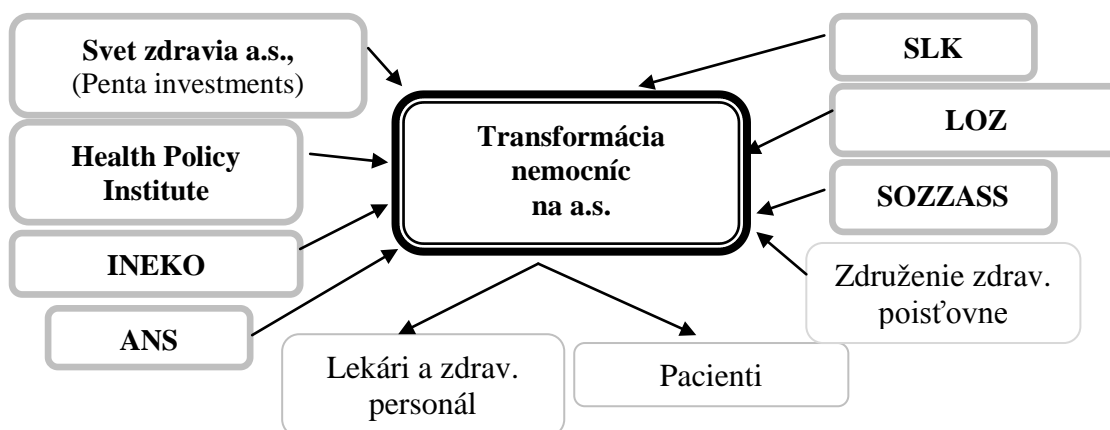 Svet zdravia a.s.,
(Penta investments)
Health Policy
Institute
INEKO
ANS
Transformácia
nemocníc
na a.s.
SLK
LOZ
SOZZASS
Združenie zdrav.
poisťovne
Lekári a zdrav.
personál
Pacienti